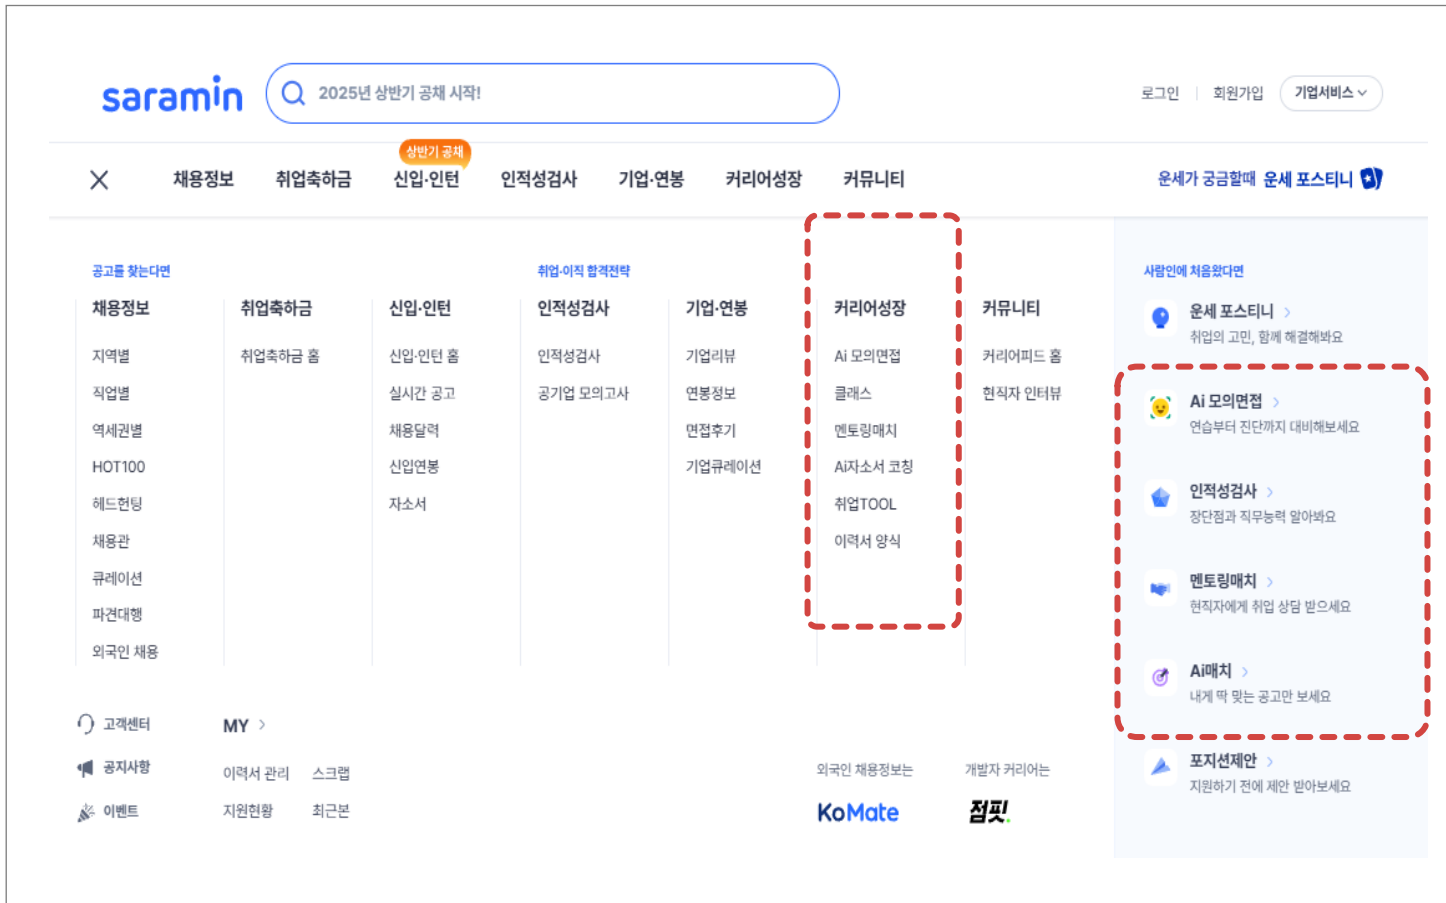 saramin
2025년 상반기 공채 시작!
로그인
회원가입
기업서비스
상반기 공채
채용정보
취업축하금
신입·인턴
인적성검사
기업·연봉
커리어성장
커뮤니티
운세가 궁금할때 운세 포스티니
공고를 찾는다면
채용정보
지역별
직업별
역세권별
HOT100
헤드헌팅
채용관
큐레이션
파견대행
외국인 채용
취업축하금
취업축하금 홈
신입·인턴
신입·인턴 홈
실시간 공고
채용달력
신입연봉
자소서
취업·이직 합격전략
인적성검사
인적성검사
공기업 모의고사
기업·연봉
기업리뷰
연봉정보
면접후기
기업큐레이션
커리어성장
Ai 모의면접
클래스
멘토링매치
Ai자소서 코칭
취업TOOL
이력서 양식
커뮤니티
커리어피드 홈
현직자 인터뷰
사람인에 처음왔다면
운세 포스티니
취업의 고민, 함께 해결해봐요
Ai 모의면접
연습부터 진단까지 대비해보세요
인적성검사
장단점과 직무능력 알아봐요
멘토링매치
현직자에게 취업 상담 받으세요
Ai매치
내게 딱 맞는 공고만 보세요
포지션제안
지원하기 전에 제안 받아보세요
고객센터
공지사항
이벤트
MY
이력서 관리
스크랩
지원현황
최근본
외국인 채용정보는
KoMate
개발자 커리어는
점핏.